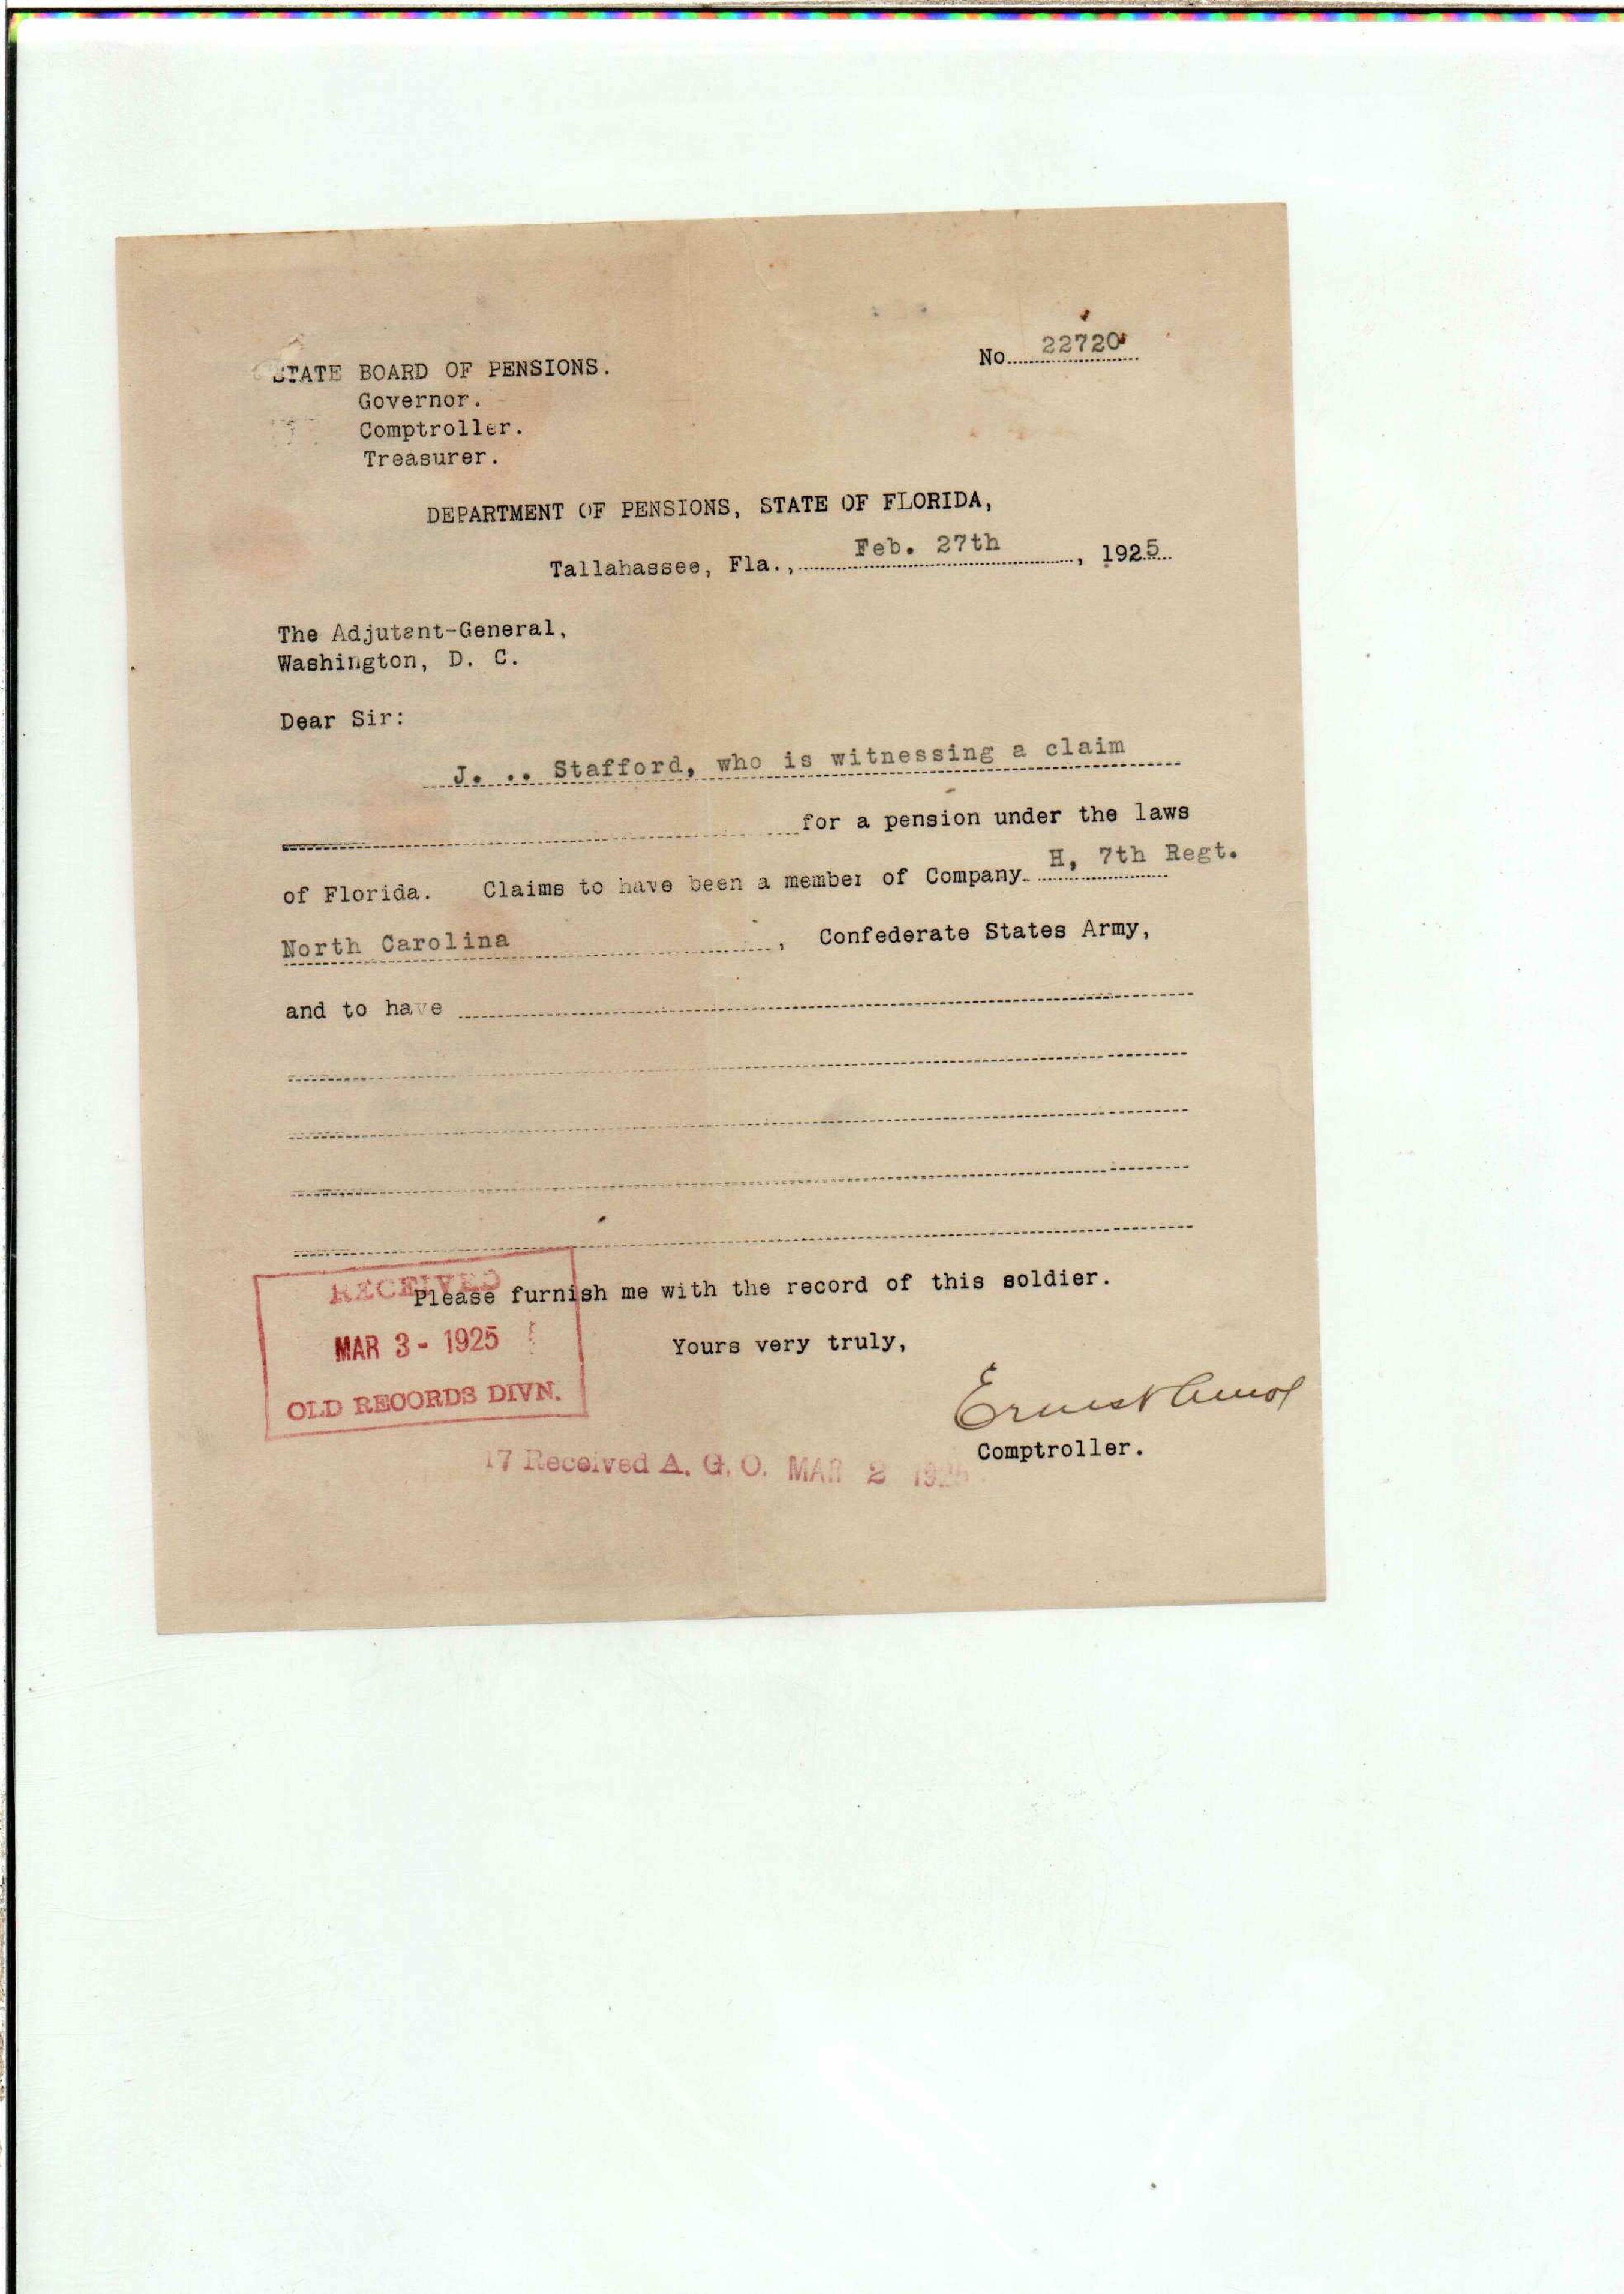 No. 22720
STATE BOARD OF PENSIONS.
Governor.
Comptroller.
Treasurer.
DEPARTMENT OF PENSIONS, STATE OF FLORIDA,
Tallahassee, Fla., Feb. 27th, 1925
The Adjutant-General,
Washington, D. C.
Dear Sir:
J. .. Stafford, who is witnessing a claim
for a pension under the laws
of Florida. Claims to have been a member of Company H, 7th Regt.
North Carolina, Confederate States Army,
and to have
Please furnish me with the record of this soldier.
Yours very truly,
Ernest Amos
Comptroller.
RECEIVED
MAR 3 - 1925
OLD RECORDS DIVN.
17 Received A. G. O. MAR 2 1925